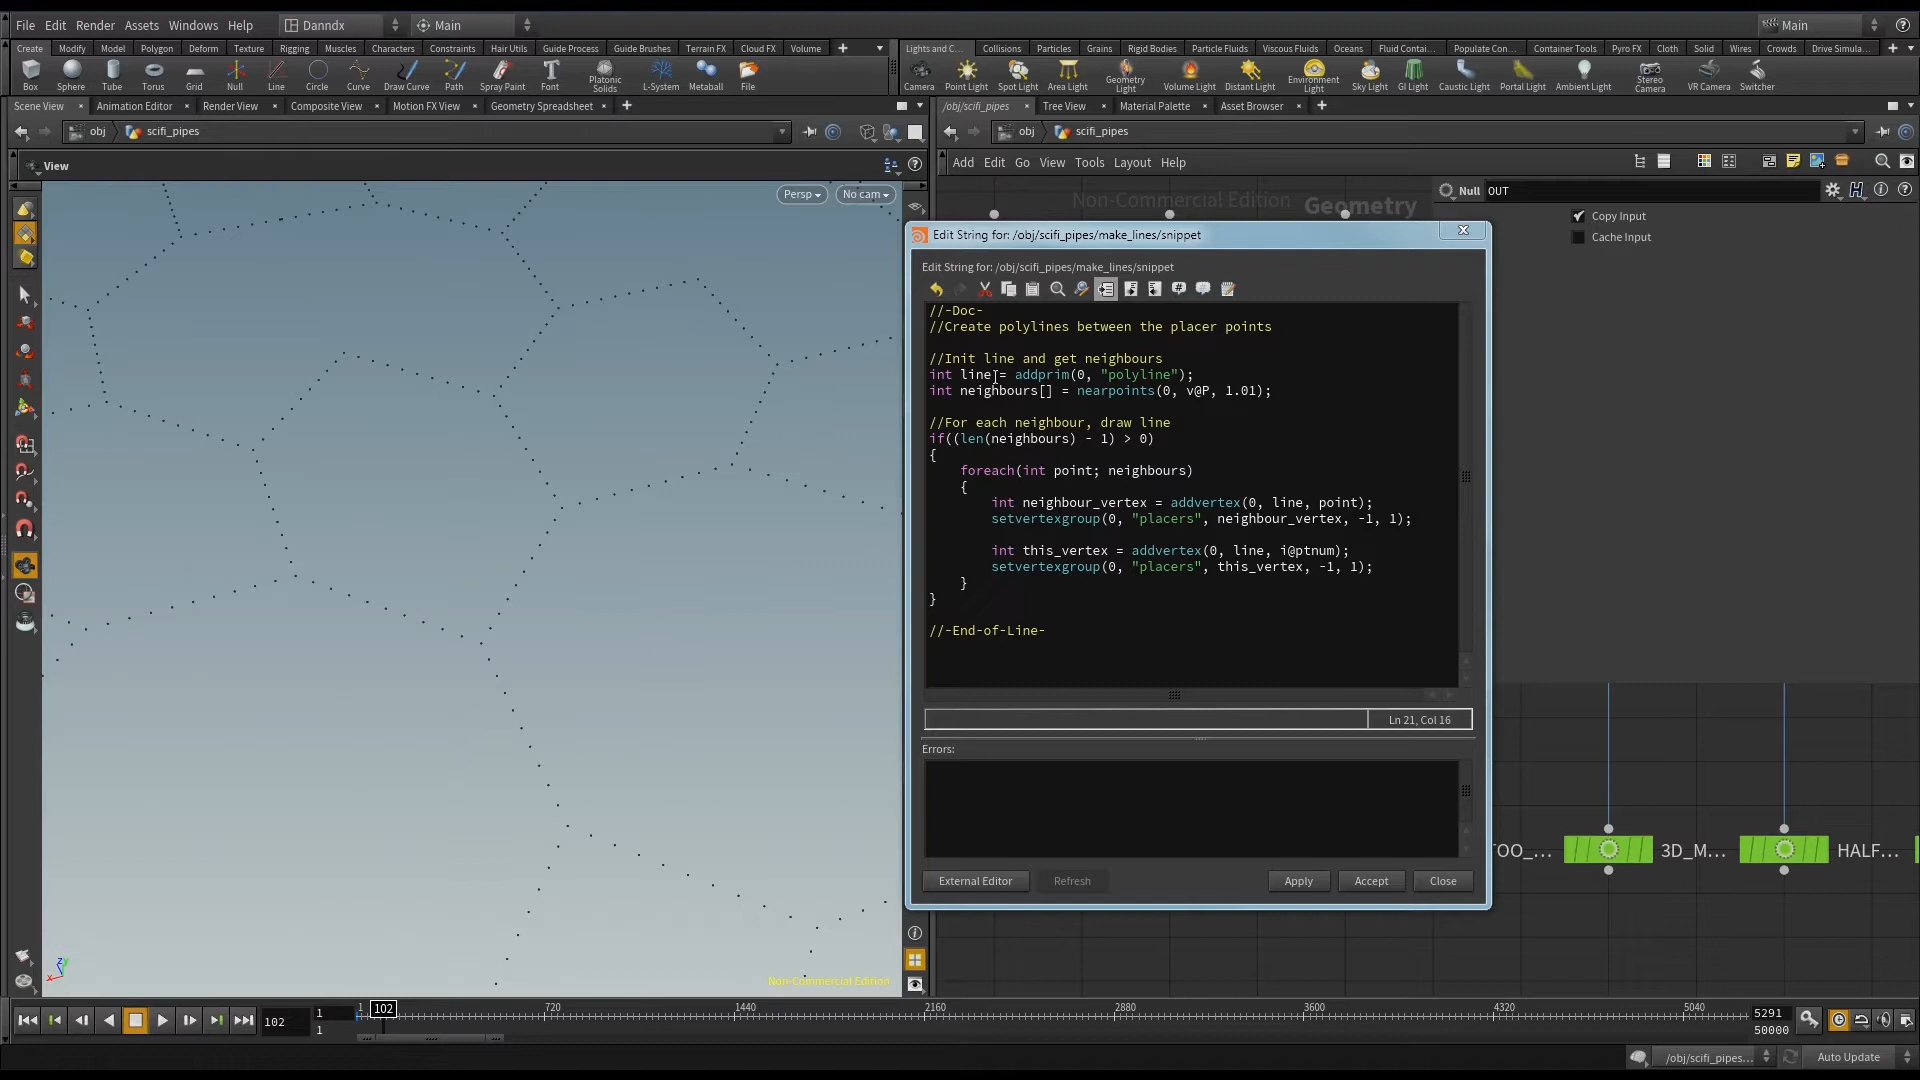 File Edit Render Assets Windows Help Danndx Main Main
Create Modify Model Polygon Deform Texture Rigging Muscles Characters Constraints Hair Utils Guide Process Guide Brushes Terrain FX Cloud FX Volume Lights and C... Collisions Particles Grains Rigid Bodies Particle Fluids Viscous Fluids Oceans Fluid Contai... Populate Con... Container Tools Pyro FX Cloth Solid Wires Crowds Drive Simula...
Box Sphere Tube Torus Grid Null Line Circle Curve Draw Curve Path Spray Paint Font Platonic Solids L-System Metaball File Camera Point Light Spot Light Area Light Geometry Light Volume Light Distant Light Environment Light Sky Light GI Light Caustic Light Portal Light Ambient Light Stereo Camera VR Camera Switcher
Scene View Animation Editor Render View Composite View Motion FX View Geometry Spreadsheet /obj/scifi_pipes Tree View Material Palette Asset Browser
obj scifi_pipes obj scifi_pipes
View Add Edit Go View Tools Layout Help
Persp No cam Non-Commercial Edition Geometry Null OUT
Copy Input
Cache Input
Edit String for: /obj/scifi_pipes/make_lines/snippet
Edit String for: /obj/scifi_pipes/make_lines/snippet
//-Doc-
//Create polylines between the placer points
//Init line and get neighbours
int line = addprim(0, "polyline");
int neighbours[] = nearpoints(0, v@P, 1.01);
//For each neighbour, draw line
if((len(neighbours) - 1) > 0)
{
foreach(int point; neighbours)
{
int neighbour_vertex = addvertex(0, line, point);
setvertexgroup(0, "placers", neighbour_vertex, -1, 1);
int this_vertex = addvertex(0, line, i@ptnum);
setvertexgroup(0, "placers", this_vertex, -1, 1);
}
}
//-End-of-Line-
Ln 21, Col 16
Errors:
TOO_... 3D_M... HALF...
External Editor Refresh Apply Accept Close
zy
x
Non-Commercial Edition
102 1 1 1 102 720 1440 2160 2880 3600 4320 5040 5291 50000
/obj/scifi_pipes... Auto Update